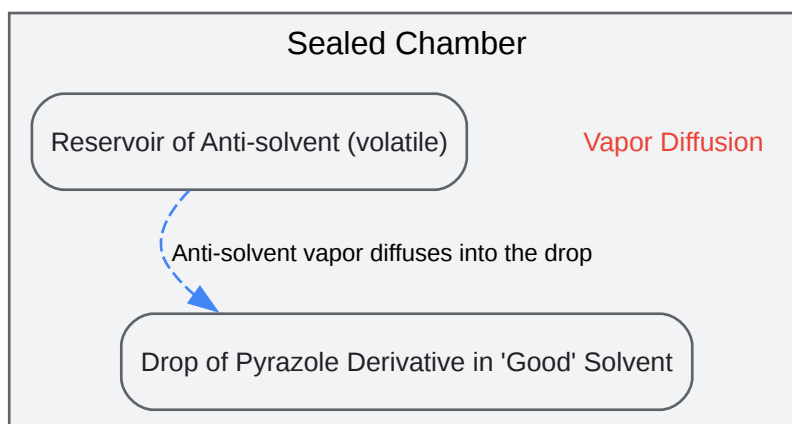 Sealed Chamber
Reservoir of Anti-solvent (volatile)
Vapor Diffusion
Anti-solvent vapor diffuses into the drop
Drop of Pyrazole Derivative in 'Good' Solvent